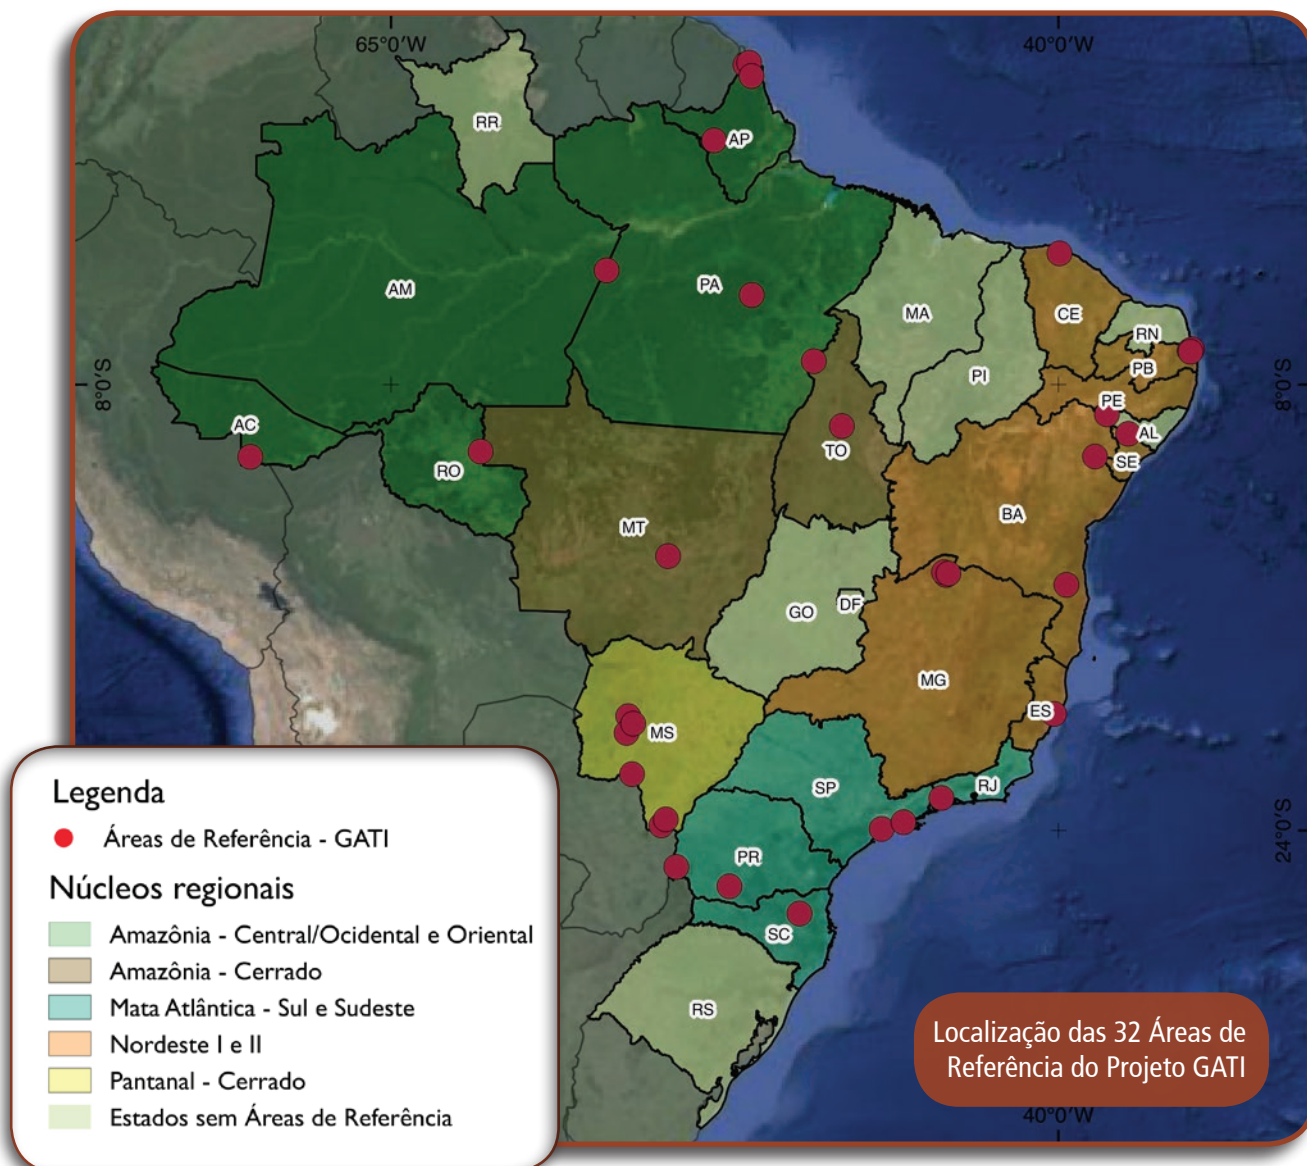 65°0'W
40°0'W
RR
AP
AM
PA
MA
CE
RN
PI
PB
8°0'S
8°0'S
PE
AC
AL
TO
SE
RO
BA
MT
GO
DF
MG
ES
MS
SP
RJ
24°0'S
PR
SC
RS
40°0'W
Legenda
Áreas de Referência - GATI
Núcleos regionais
Amazônia - Central/Ocidental e Oriental
Amazônia - Cerrado
Mata Atlântica - Sul e Sudeste
Nordeste I e II
Pantanal - Cerrado
Estados sem Áreas de Referência
Localização das 32 Áreas de
Referência do Projeto GATI